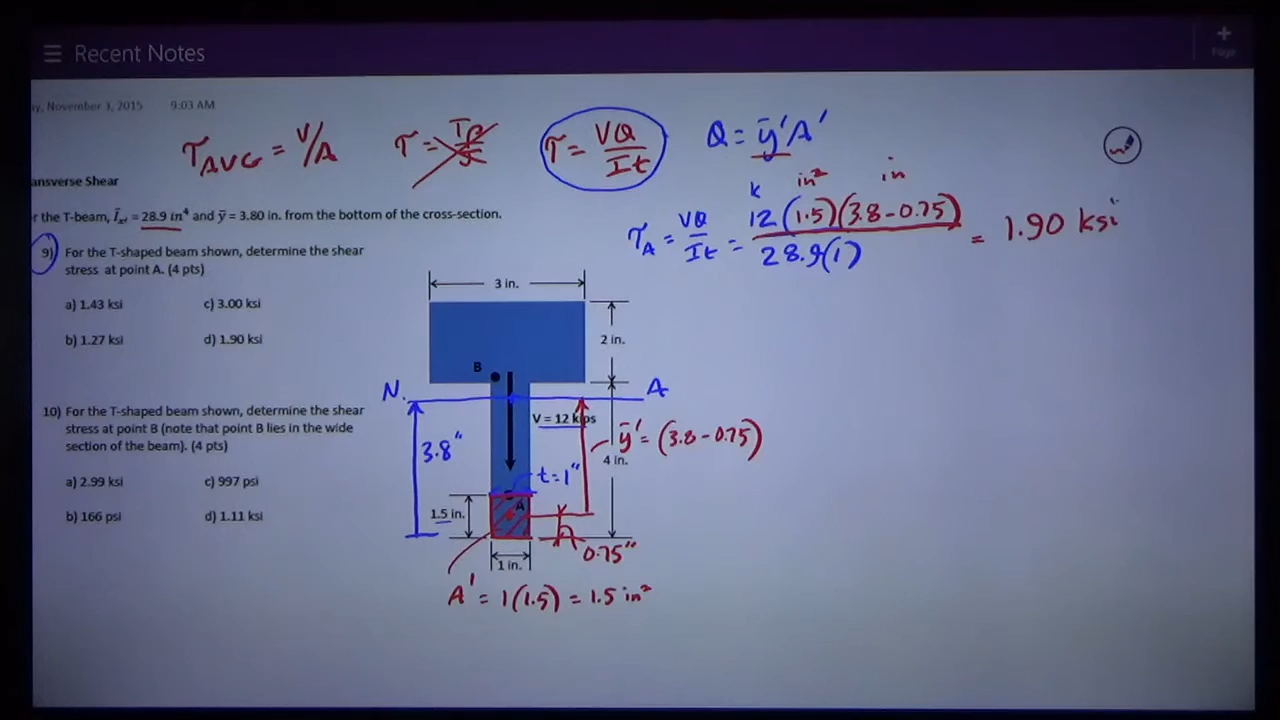 Recent Notes
Page
ay, November 3, 2015 9:03 AM
τAVG = V/A τ = Tρ/J τ = VQ/It Q = ȳ'A'
ansverse Shear
r the T-beam, Īx' = 28.9 in⁴ and ȳ = 3.80 in. from the bottom of the cross-section.
k in² in
τA = VQ/It = 12(1.5)(3.8-0.75)/28.9(1) = 1.90 ksi
9) For the T-shaped beam shown, determine the shear
stress at point A. (4 pts)
a) 1.43 ksi c) 3.00 ksi
b) 1.27 ksi d) 1.90 ksi
3 in.
2 in.
B
N. A
V = 12 kips
10) For the T-shaped beam shown, determine the shear
stress at point B (note that point B lies in the wide
section of the beam). (4 pts)
a) 2.99 ksi c) 997 psi
b) 166 psi d) 1.11 ksi
3.8"
ȳ' = (3.8-0.75)
4 in.
t=1"
A
1.5 in.
0.75"
1 in.
A' = 1(1.5) = 1.5 in²